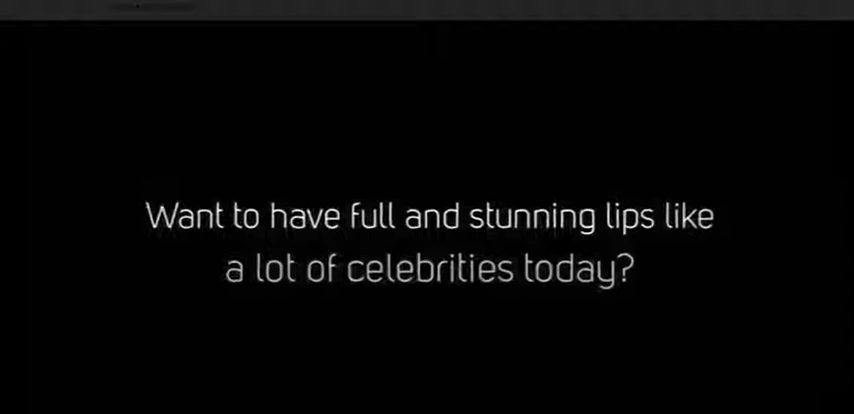 Want to have full and stunning lips like
a lot of celebrities today?